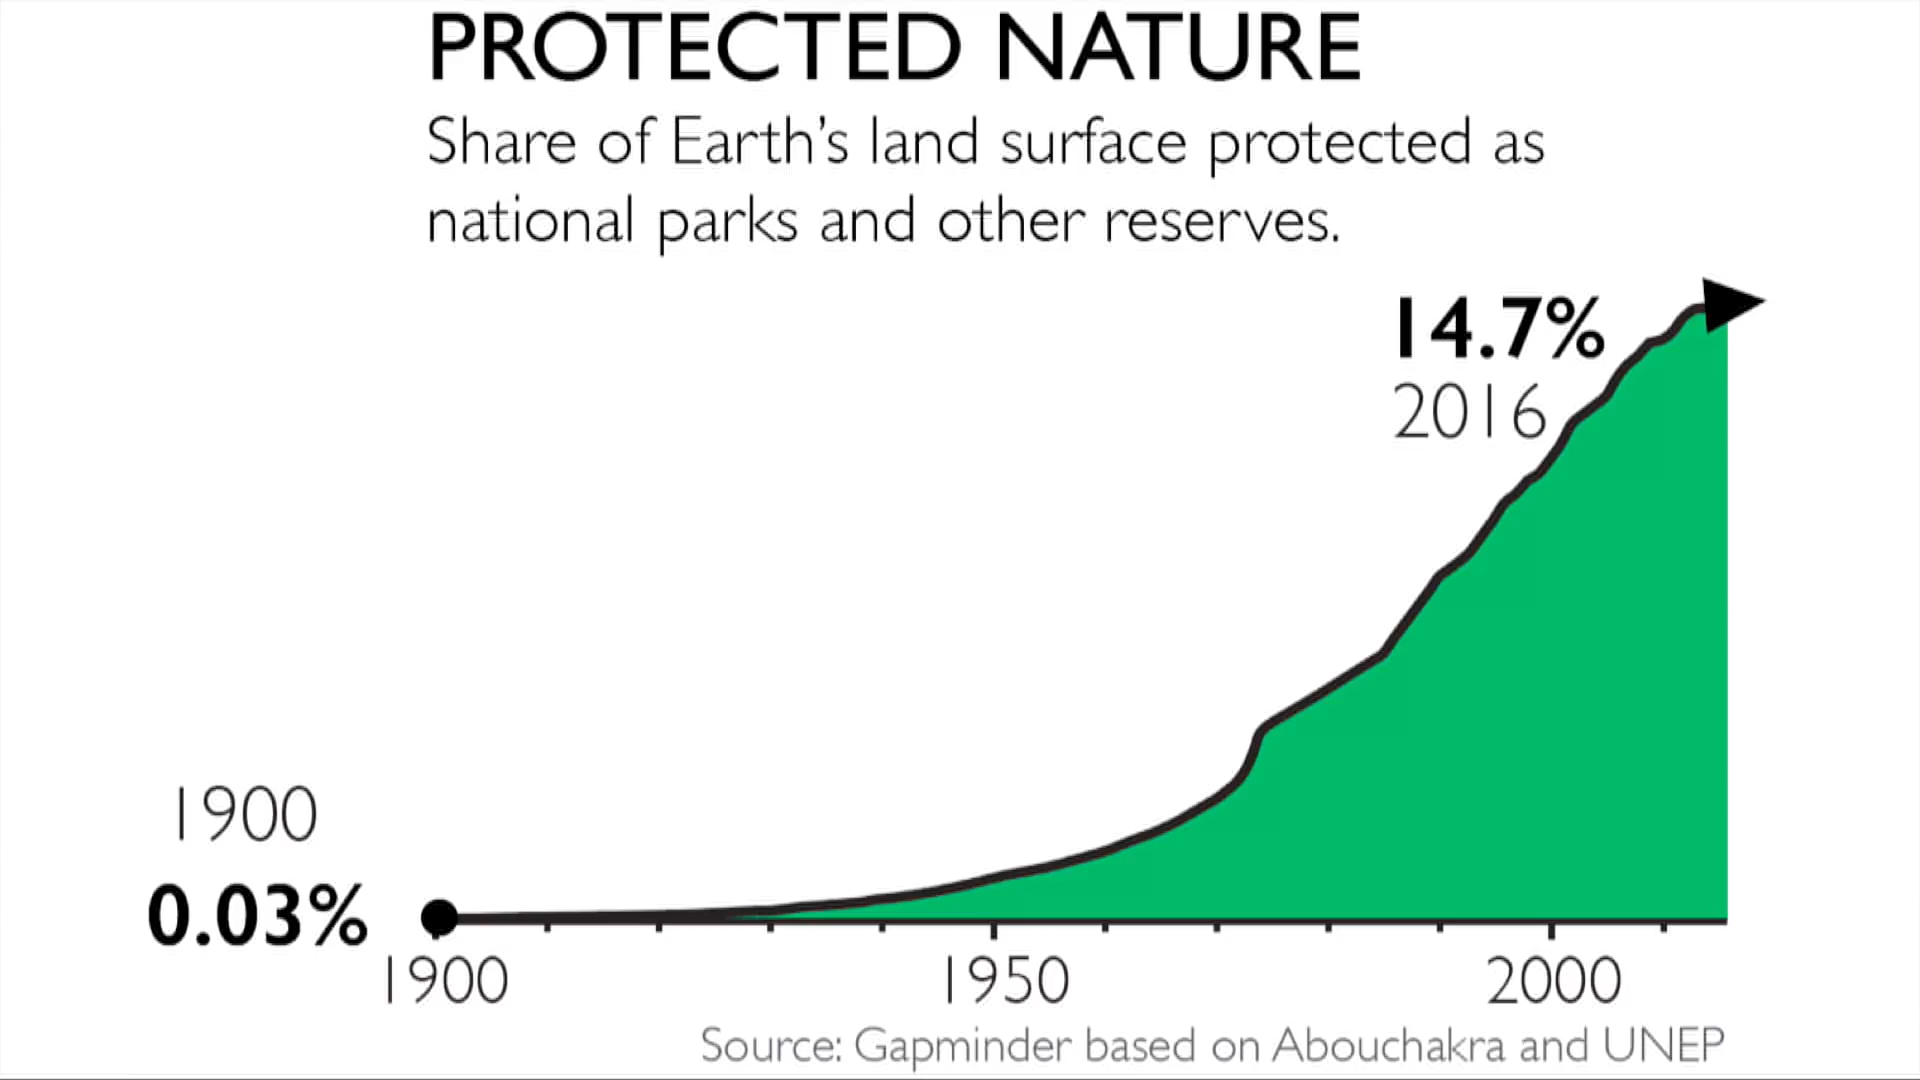 PROTECTED NATURE
Share of Earth's land surface protected as
national parks and other reserves.
14.7%
2016
1900
0.03%
1900 1950 2000
Source: Gapminder based on Abouchakra and UNEP